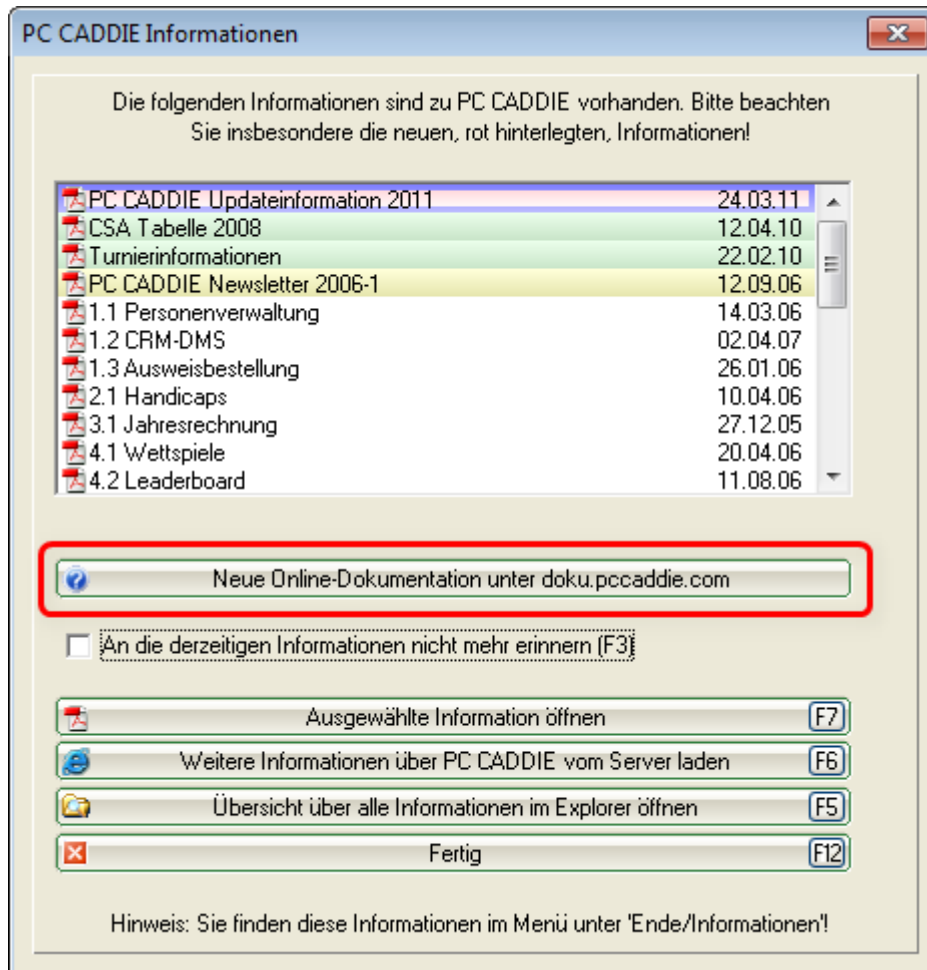 PC CADDIE Informationen
Die folgenden Informationen sind zu PC CADDIE vorhanden. Bitte beachten
Sie insbesondere die neuen, rot hinterlegten, Informationen!
PC CADDIE Updateinformation 2011 24.03.11
CSA Tabelle 2008 12.04.10
Turnierinformationen 22.02.10
PC CADDIE Newsletter 2006-1 12.09.06
1.1 Personenverwaltung 14.03.06
1.2 CRM-DMS 02.04.07
1.3 Ausweisbestellung 26.01.06
2.1 Handicaps 10.04.06
3.1 Jahresrechnung 27.12.05
4.1 Wettspiele 20.04.06
4.2 Leaderboard 11.08.06
Neue Online-Dokumentation unter doku.pccaddie.com
An die derzeitigen Informationen nicht mehr erinnern (F3)
Ausgewählte Information öffnen F7
Weitere Informationen über PC CADDIE vom Server laden F6
Übersicht über alle Informationen im Explorer öffnen F5
Fertig F12
Hinweis: Sie finden diese Informationen im Menü unter 'Ende/Informationen'!